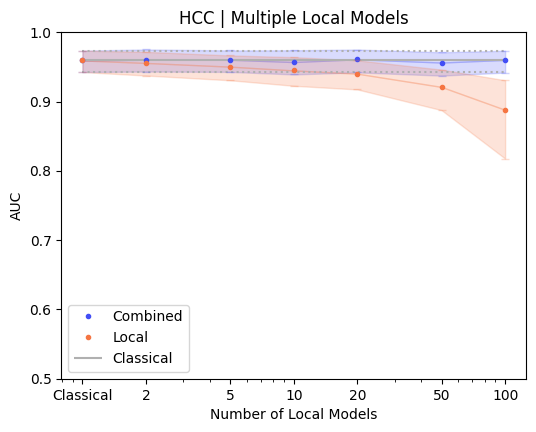 HCC | Multiple Local Models
1.0
0.9
0.8
0.7
0.6
0.5
AUC
Combined
Local
Classical
Classical 2 5 10 20 50 100
Number of Local Models